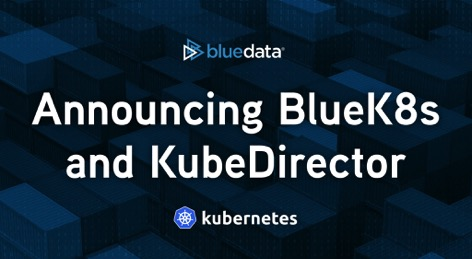 bluedata®
Announcing BlueK8s
and KubeDirector
kubernetes